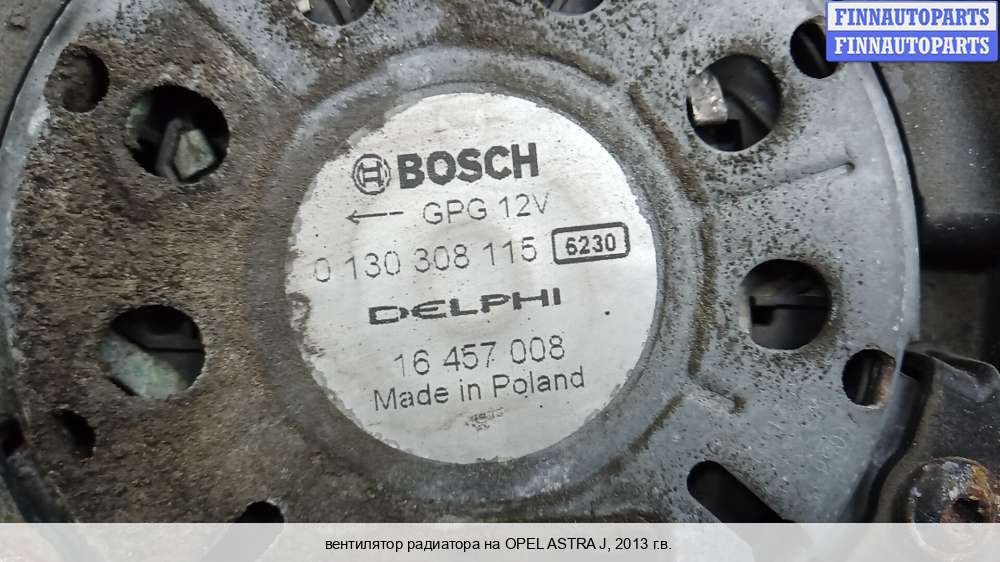 FINNAUTOPARTS
FINNAUTOPARTS
BOSCH
GPG 12V
0 130 308 115 6230
DELPHI
16 457 008
Made in Poland
вентилятор радиатора на OPEL ASTRA J, 2013 г.в.